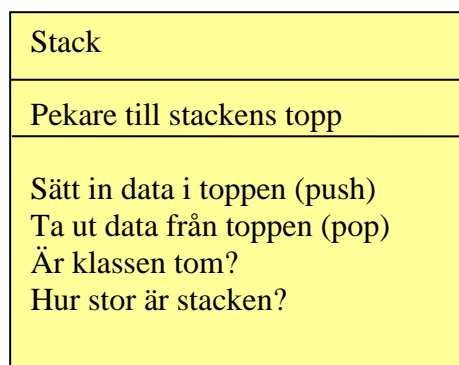 Stack
Pekare till stackens topp
Sätt in data i toppen (push)
Ta ut data från toppen (pop)
Är klassen tom?
Hur stor är stacken?